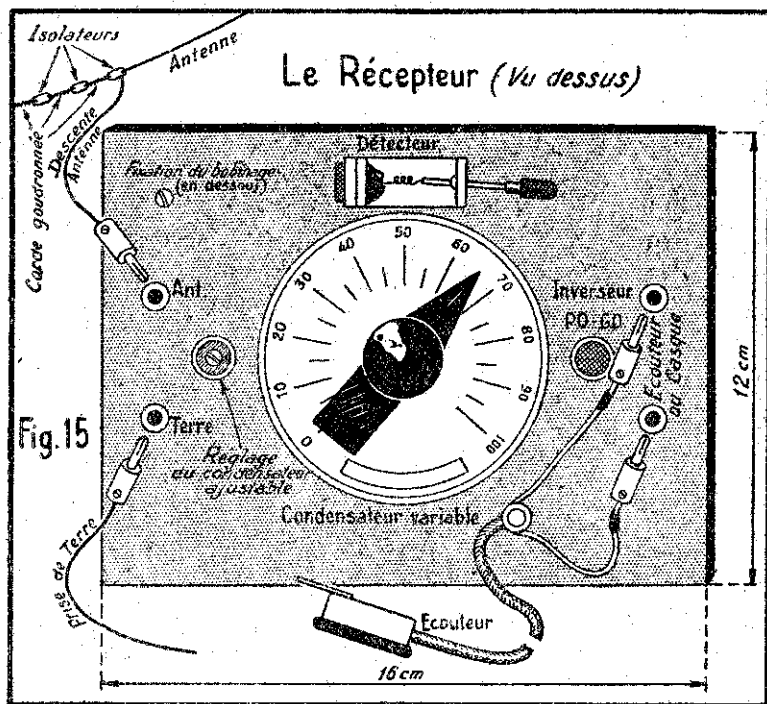 Isolateurs
Antenne
Le Récepteur (Vu dessus)
Corde goudronnée
Descente
Antenne
Détecteur
Fixation du bobinage
(en dessous)
Ant.
Inverseur
PO-GO
Ecouteur
ou Casque
0
10
20
30
40
50
60
70
80
90
100
Fig.15
Terre
Réglage
du condensateur
ajustable
Condensateur variable
Prise de Terre
Ecouteur
12 cm
16 cm